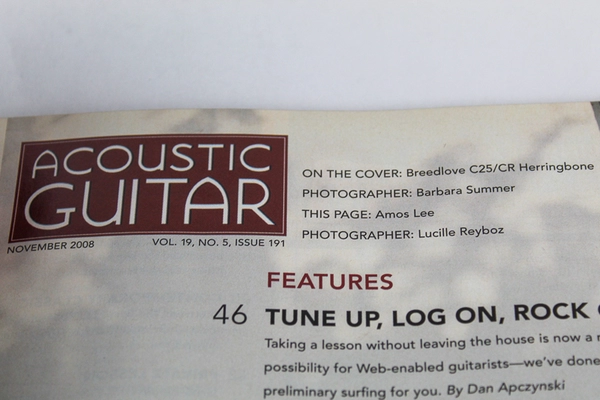 ACOUSTIC
GUITAR
NOVEMBER 2008 VOL. 19, NO. 5, ISSUE 191
ON THE COVER: Breedlove C25/CR Herringbone
PHOTOGRAPHER: Barbara Summer
THIS PAGE: Amos Lee
PHOTOGRAPHER: Lucille Reyboz
FEATURES
46 TUNE UP, LOG ON, ROCK
Taking a lesson without leaving the house is now a
possibility for Web-enabled guitarists—we've done
preliminary surfing for you. By Dan Apczynski